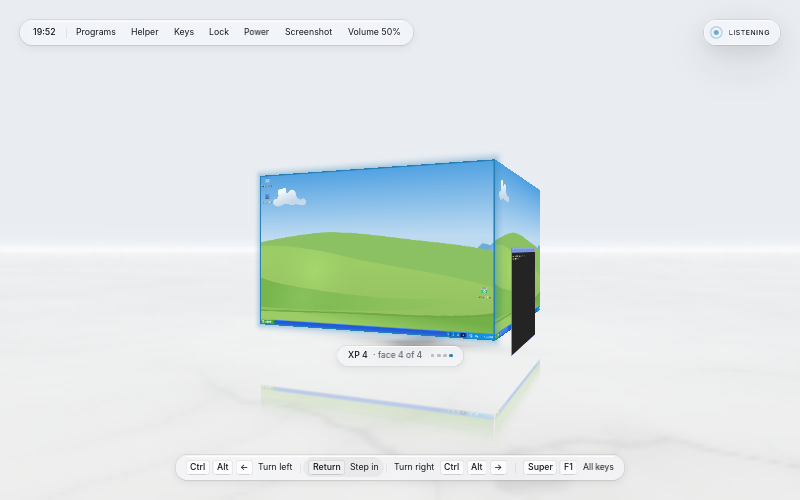 19:52 Programs Helper Keys Lock Power Screenshot Volume 50%
LISTENING
XP 4 · face 4 of 4
Ctrl Alt ← Turn left Return Step in Turn right Ctrl Alt → Super F1 All keys